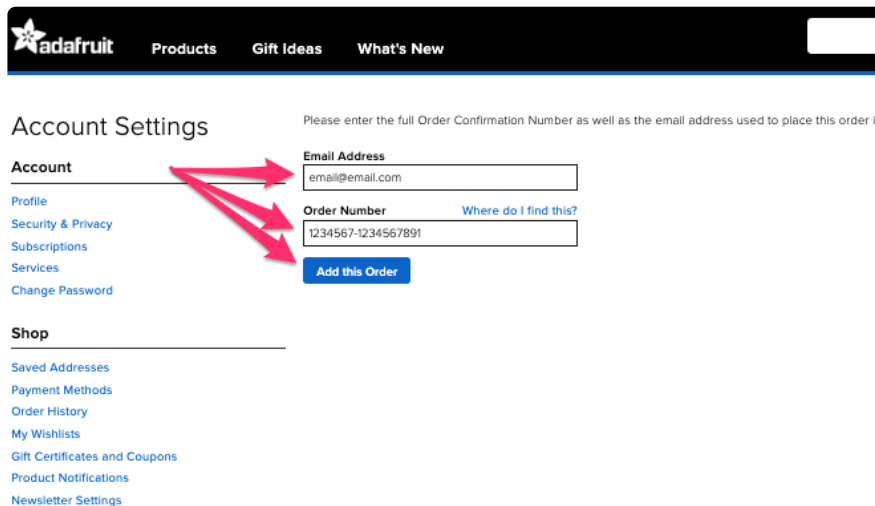 adafruit Products Gift Ideas What's New
Account Settings
Please enter the full Order Confirmation Number as well as the email address used to place this order
Account
Email Address
email@email.com
Profile
Order Number Where do I find this?
Security & Privacy
1234567-1234567891
Subscriptions
Services
Add this Order
Change Password
Shop
Saved Addresses
Payment Methods
Order History
My Wishlists
Gift Certificates and Coupons
Product Notifications
Newsletter Settings